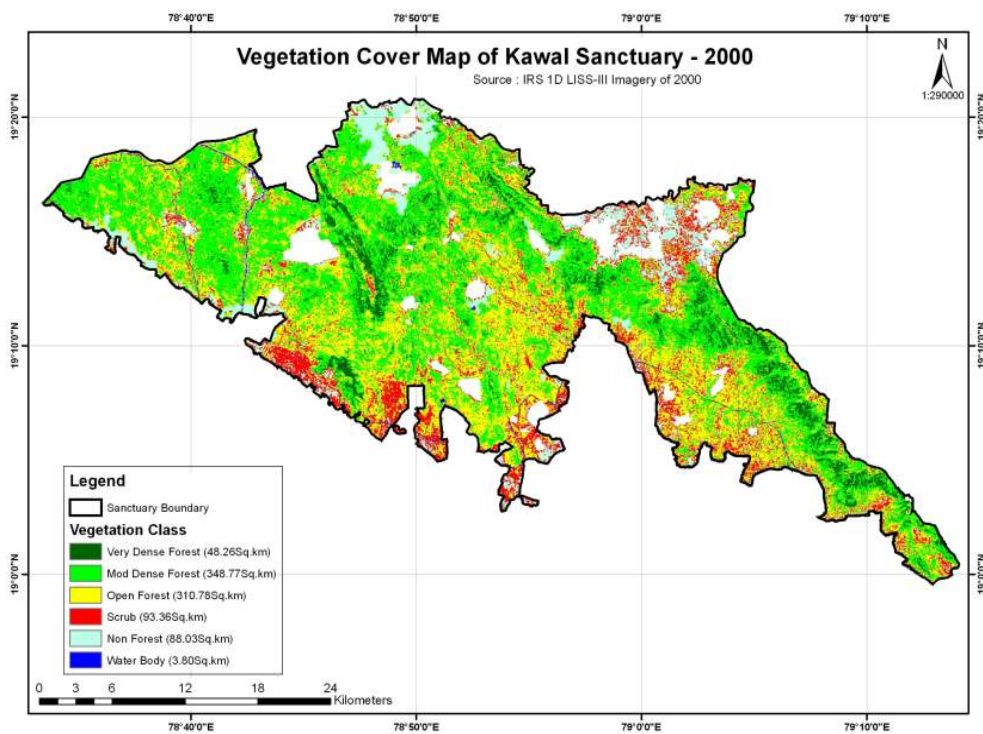 78°40'0"E 78°50'0"E 79°0'0"E 79°10'0"E
Vegetation Cover Map of Kawal Sanctuary - 2000
Source : IRS 1D LISS-III Imagery of 2000
N
1:290000
19°20'0"N 19°20'0"N
19°10'0"N 19°10'0"N
19°0'0"N 19°0'0"N
Legend
Sanctuary Boundary
Vegetation Class
Very Dense Forest (48.26Sq.km)
Mod Dense Forest (348.77Sq.km)
Open Forest (310.78Sq.km)
Scrub (93.36Sq.km)
Non Forest (88.03Sq.km)
Water Body (3.80Sq.km)
0 3 6 12 18 24
Kilometers
78°40'0"E 78°50'0"E 79°0'0"E 79°10'0"E